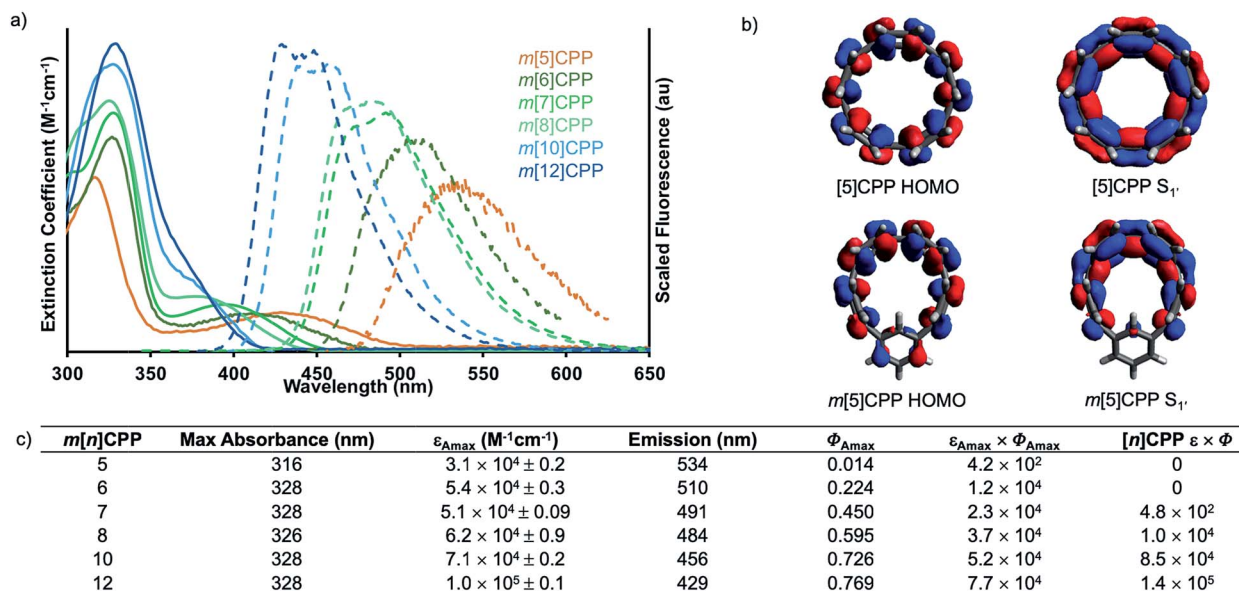 a)
b)
Extinction Coefficient (M⁻¹cm⁻¹)
Scaled Fluorescence (au)
m[5]CPP
m[6]CPP
m[7]CPP
m[8]CPP
m[10]CPP
m[12]CPP
300 350 400 450 500 550 600 650
Wavelength (nm)
[5]CPP HOMO [5]CPP S₁'
m[5]CPP HOMO m[5]CPP S₁'
c) m[n]CPP Max Absorbance (nm) εAmax (M⁻¹cm⁻¹) Emission (nm) ΦAmax εAmax × ΦAmax [n]CPP ε × Φ
5 316 3.1 × 10⁴ ± 0.2 534 0.014 4.2 × 10² 0
6 328 5.4 × 10⁴ ± 0.3 510 0.224 1.2 × 10⁴ 0
7 328 5.1 × 10⁴ ± 0.09 491 0.450 2.3 × 10⁴ 4.8 × 10²
8 326 6.2 × 10⁴ ± 0.9 484 0.595 3.7 × 10⁴ 1.0 × 10⁴
10 328 7.1 × 10⁴ ± 0.2 456 0.726 5.2 × 10⁴ 8.5 × 10⁴
12 328 1.0 × 10⁵ ± 0.1 429 0.769 7.7 × 10⁴ 1.4 × 10⁵